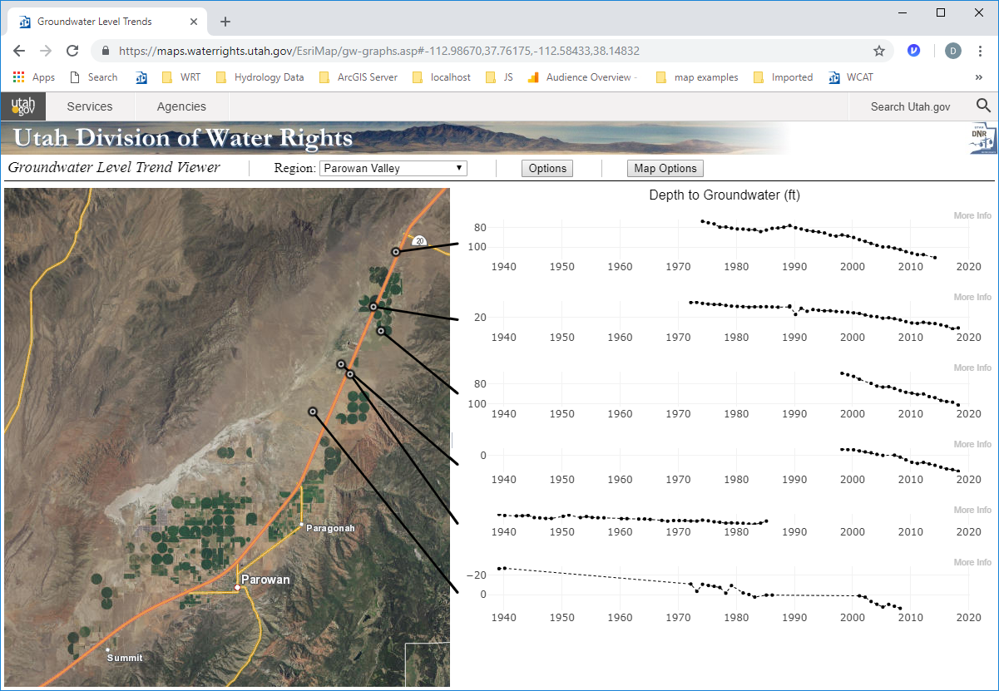 Groundwater Level Trends
https://maps.waterrights.utah.gov/EsriMap/gw-graphs.asp#-112.98670,37.76175,-112.58433,38.14832
D
Apps Search WRT Hydrology Data ArcGIS Server localhost JS Audience Overview - map examples Imported WCAT »
utah gov Services Agencies Search Utah.gov
Utah Division of Water Rights
UTAH DNR
Groundwater Level Trend Viewer Region: Parowan Valley Options Map Options
Depth to Groundwater (ft)
More Info
80
100
1940 1950 1960 1970 1980 1990 2000 2010 2020
More Info
20
1940 1950 1960 1970 1980 1990 2000 2010 2020
More Info
80
100
1940 1950 1960 1970 1980 1990 2000 2010 2020
More Info
0
1940 1950 1960 1970 1980 1990 2000 2010 2020
More Info
1940 1950 1960 1970 1980 1990 2000 2010 2020
More Info
−20
0
1940 1950 1960 1970 1980 1990 2000 2010 2020
20
Paragonah
Parowan
Summit